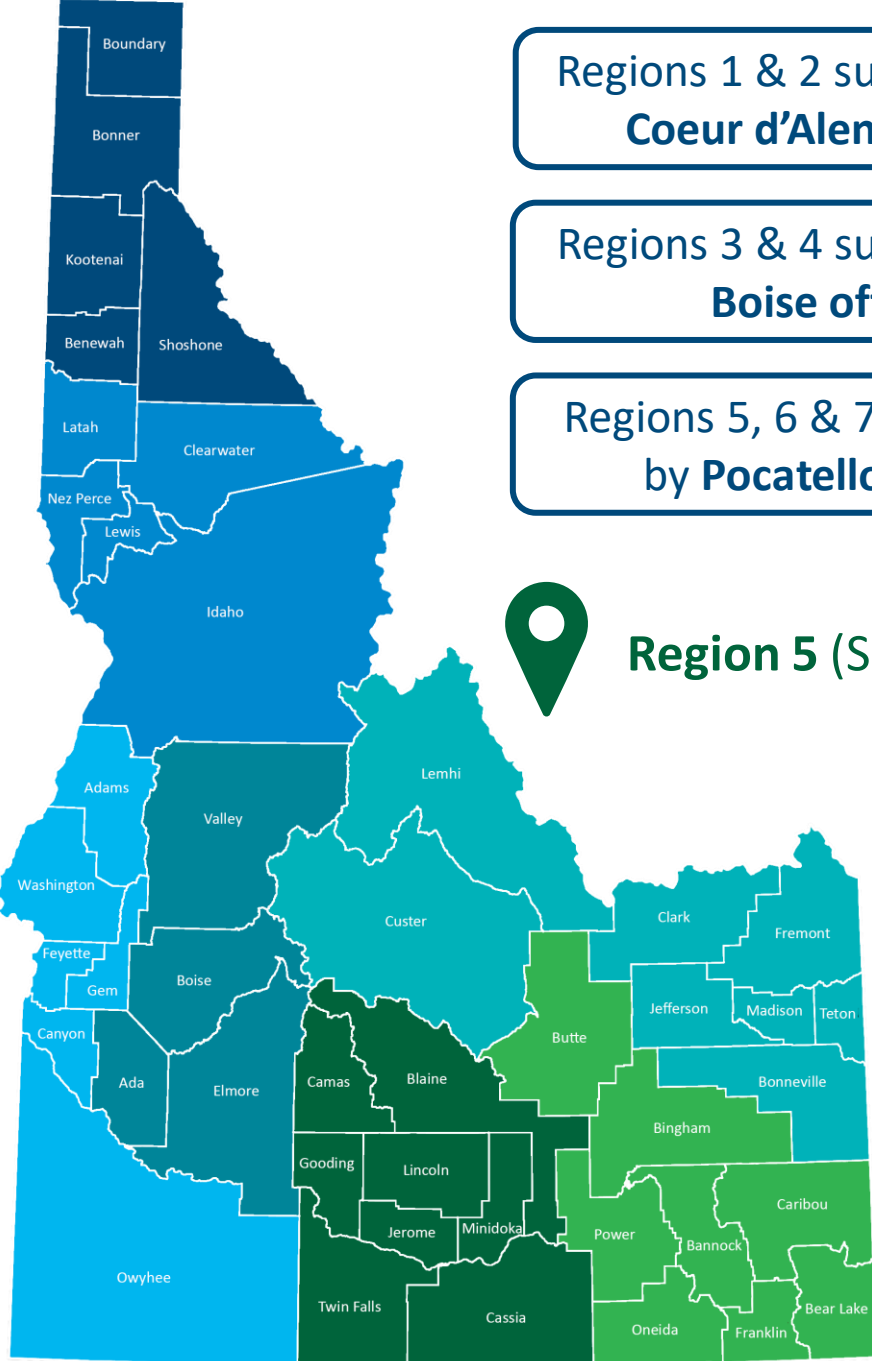 Regions 1 & 2 su
Coeur d’Alen
Regions 3 & 4 su
Boise of
Regions 5, 6 & 7
by Pocatello
Region 5 (S
Boundary
Bonner
Kootenai
Benewah
Shoshone
Latah
Clearwater
Nez Perce
Lewis
Idaho
Lemhi
Adams
Valley
Washington
Custer
Clark
Fremont
Feyette
Gem
Boise
Jefferson
Madison
Teton
Canyon
Butte
Ada
Elmore
Camas
Blaine
Bonneville
Bingham
Gooding
Lincoln
Caribou
Jerome
Minidoka
Power
Bannock
Owyhee
Twin Falls
Cassia
Oneida
Franklin
Bear Lake